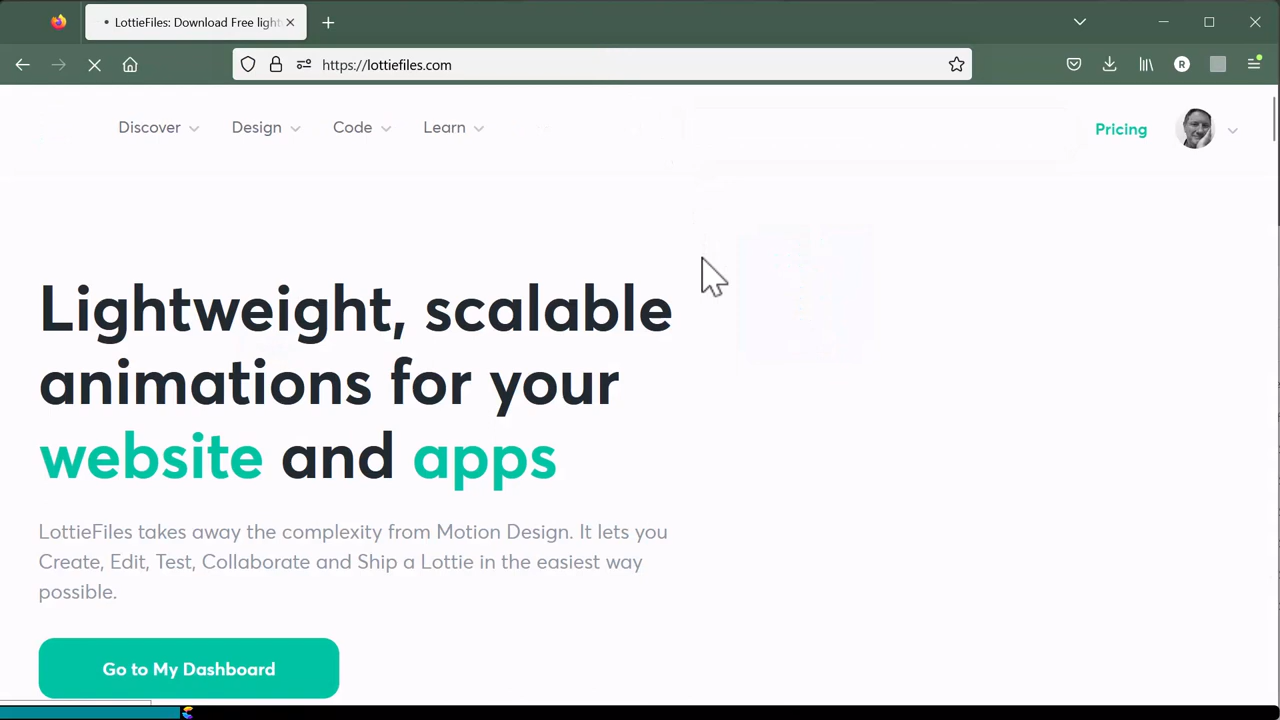 LottieFiles: Download Free light
https://lottiefiles.com
R
Discover
Design
Code
Learn
Pricing
Lightweight, scalable
animations for your
website and apps
LottieFiles takes away the complexity from Motion Design. It lets you
Create, Edit, Test, Collaborate and Ship a Lottie in the easiest way
possible.
Go to My Dashboard